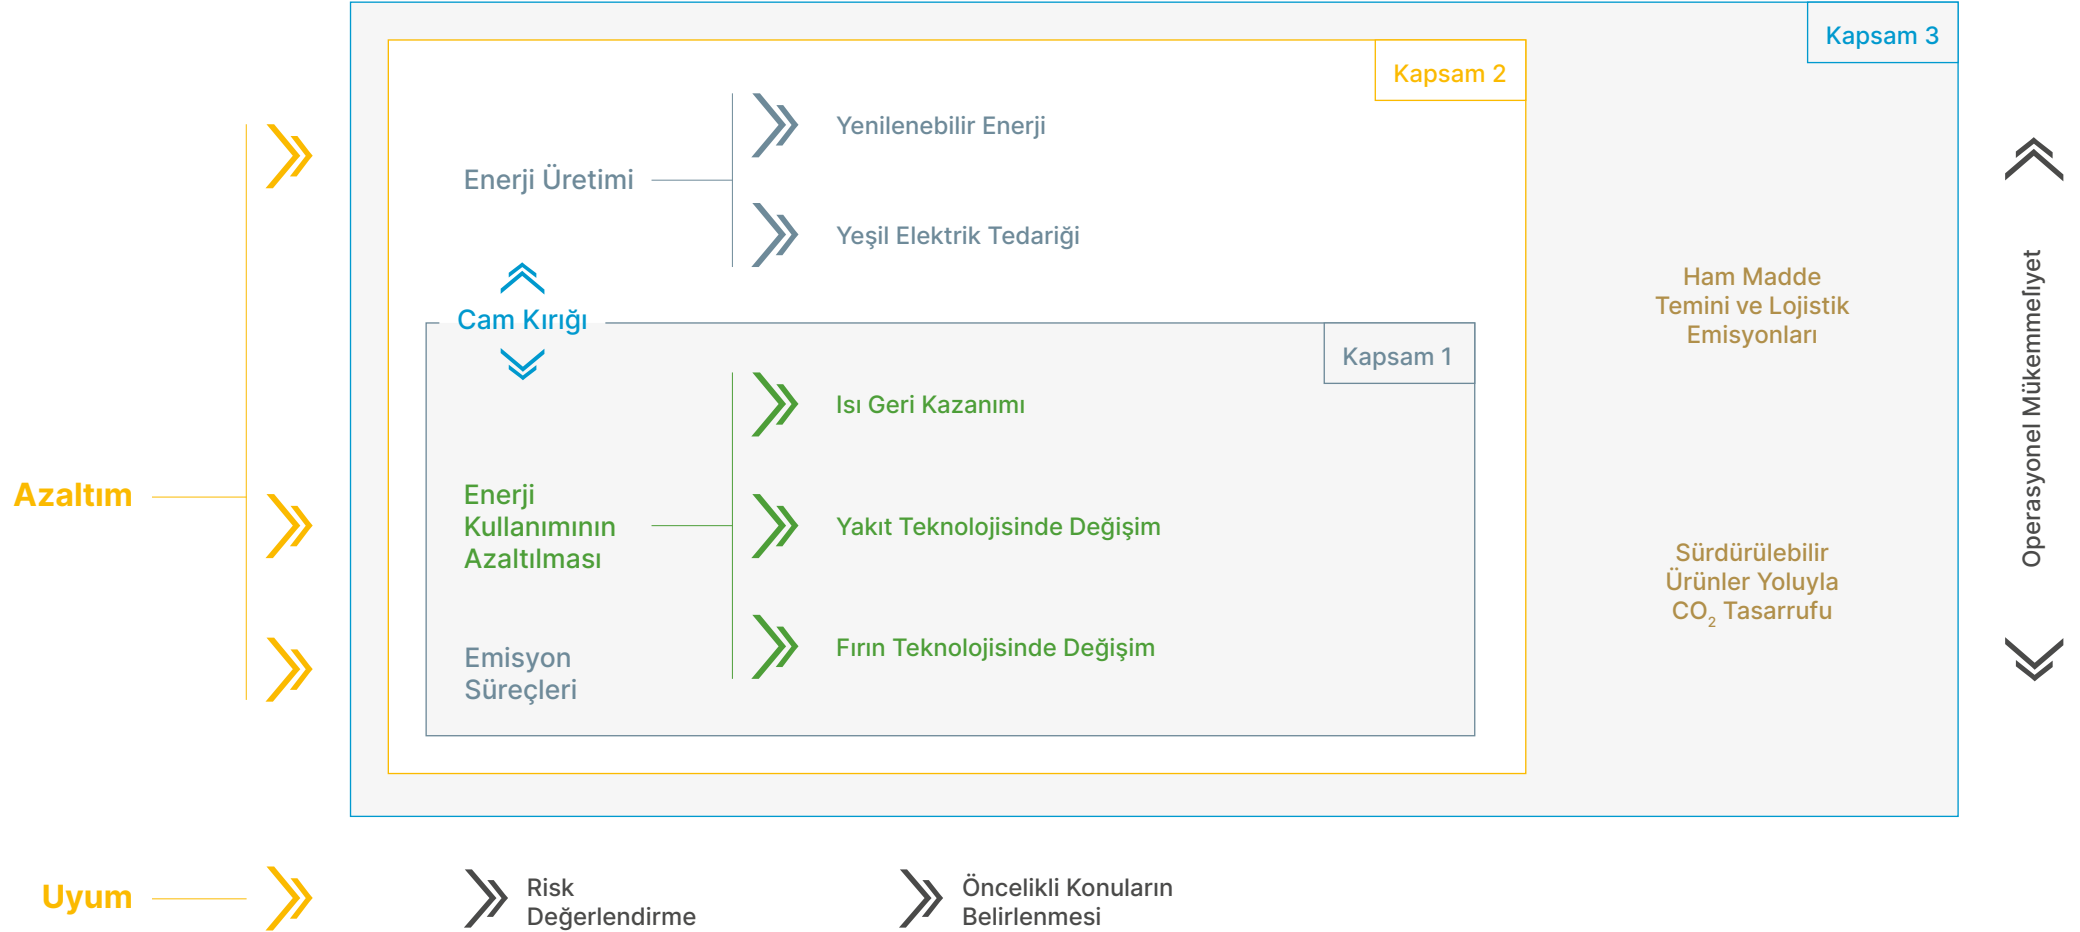 Kapsam 3
Kapsam 2
Yenilenebilir Enerji
Enerji Üretimi
Yeşil Elektrik Tedariği
Cam Kırığı
Kapsam 1
Isı Geri Kazanımı
Azaltım
Enerji
Kullanımının
Azaltılması
Yakıt Teknolojisinde Değişim
Fırın Teknolojisinde Değişim
Emisyon
Süreçleri
Ham Madde
Temini ve Lojistik
Emisyonları
Sürdürülebilir
Ürünler Yoluyla
CO₂ Tasarrufu
Operasyonel Mükemmeliyet
Uyum
Risk
Değerlendirme
Öncelikli Konuların
Belirlenmesi